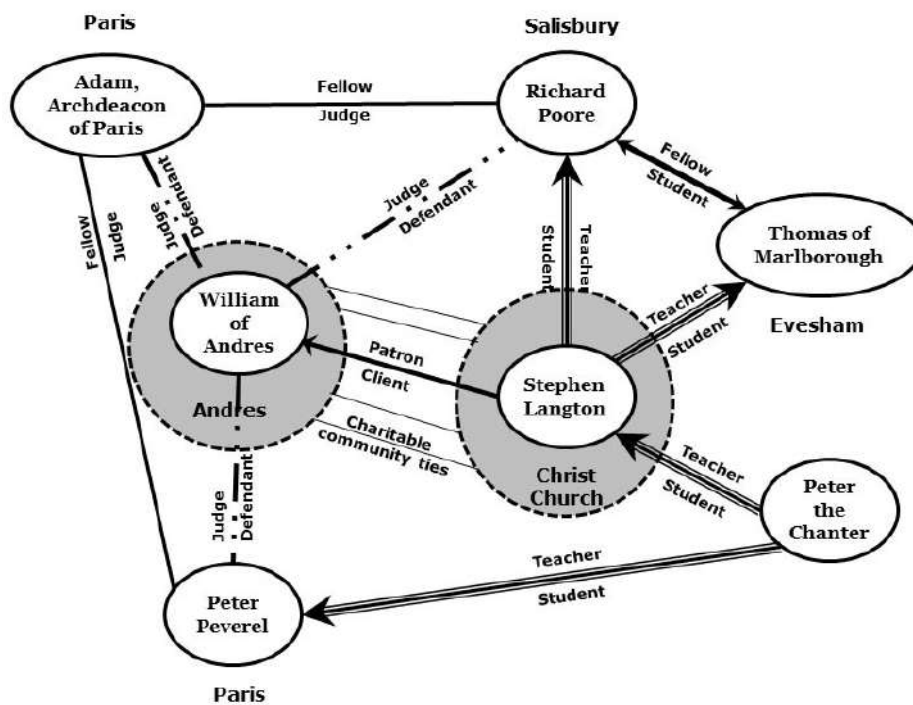 Paris
Salisbury
Adam,
Archdeacon
of Paris
Fellow
Judge
Richard
Poore
Fellow
Student
Judge
Defendant
Judge
Defendant
Fellow
Judge
Student
Teacher
Thomas of
Marlborough
Evesham
William
of
Andres
Andres
Teacher
Student
Patron
Client
Stephen
Langton
Christ
Church
Charitable
community ties
Teacher
Student
Peter
the
Chanter
Judge
Defendant
Teacher
Student
Peter
Peverel
Paris